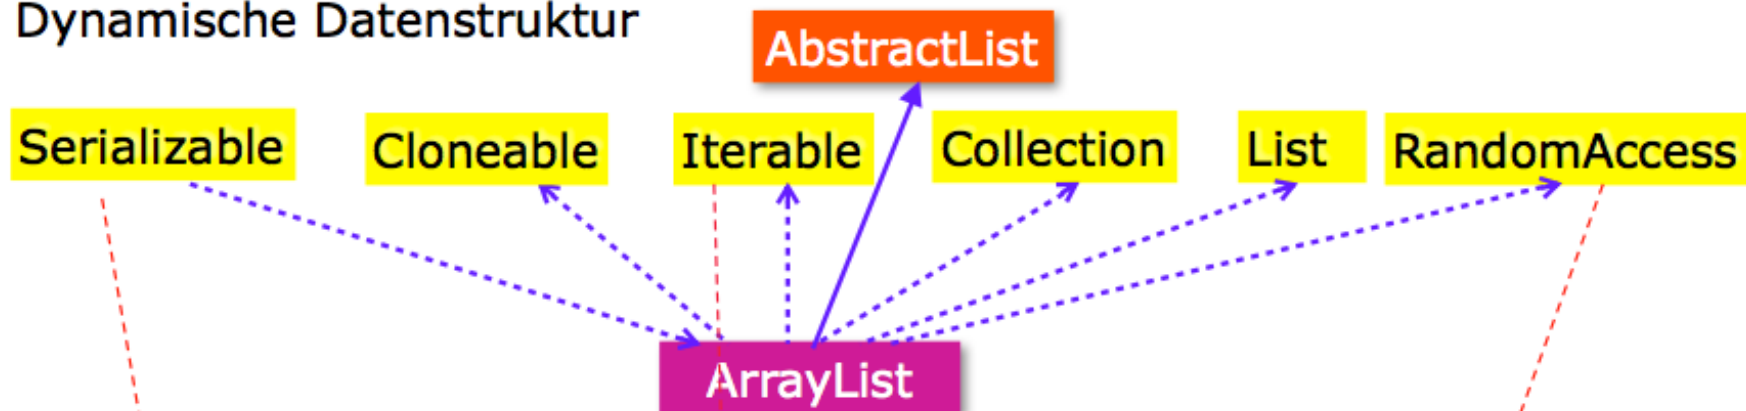 Dynamische Datenstruktur
AbstractList
Serializable
Cloneable
Iterable
Collection
List
RandomAccess
ArrayList